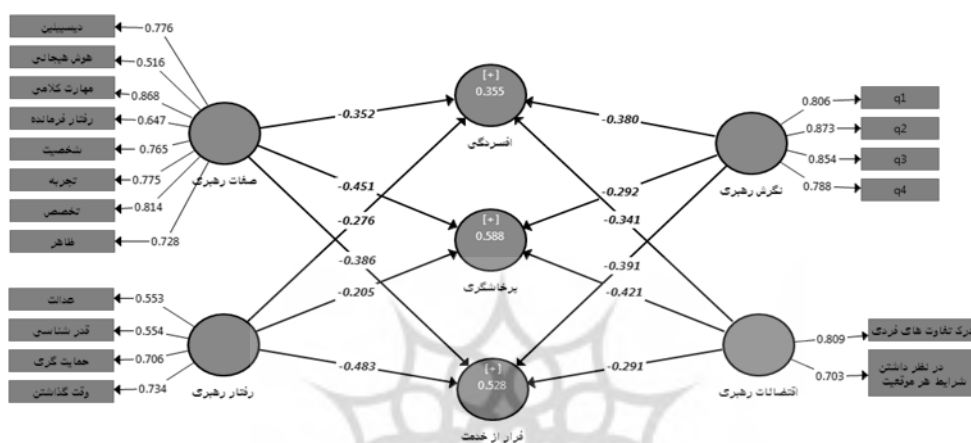 دیسیپلین
هوش هیجانی
مهارت کلامی
رفتار فرمانده
شخصیت
تجربه
تخصص
ظاهر
0.776
0.516
0.868
0.647
0.765
0.775
0.814
0.728
صفات رهبری
عدالت
قدر شناسی
حمایت گری
وقت گذاشتن
0.553
0.554
0.706
0.734
رفتار رهبری
-0.352
-0.451
-0.276
-0.386
-0.205
-0.483
[+]
0.355
افسردگی
[+]
0.588
پرخاشگری
[+]
0.528
فرار از خدمت
-0.380
-0.292
-0.341
-0.391
-0.421
-0.291
نگرش رهبری
0.806
0.873
0.854
0.788
q1
q2
q3
q4
اقتضائات رهبری
0.809
0.703
درک تفاوت های فردی
در نظر داشتن
شرایط هر موقعیت